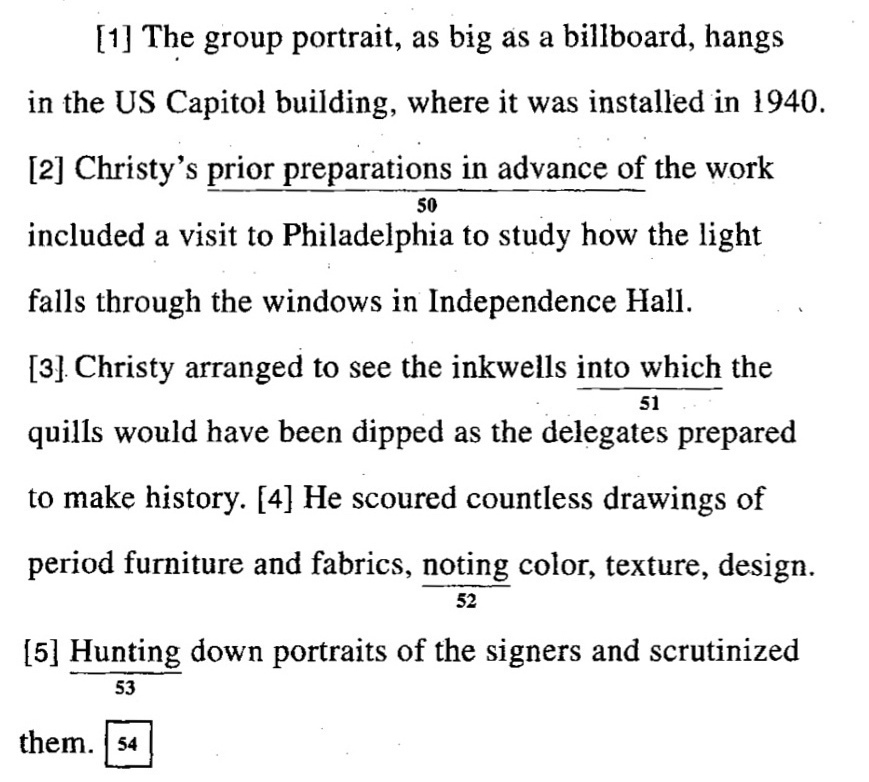 [1] The group portrait, as big as a billboard, hangs
in the US Capitol building, where it was installed in 1940.
[2] Christy's prior preparations in advance of the work
50
included a visit to Philadelphia to study how the light
falls through the windows in Independence Hall.
[3] Christy arranged to see the inkwells into which the
51
quills would have been dipped as the delegates prepared
to make history. [4] He scoured countless drawings of
period furniture and fabrics, noting color, texture, design.
52
[5] Hunting down portraits of the signers and scrutinized
53
them. 54